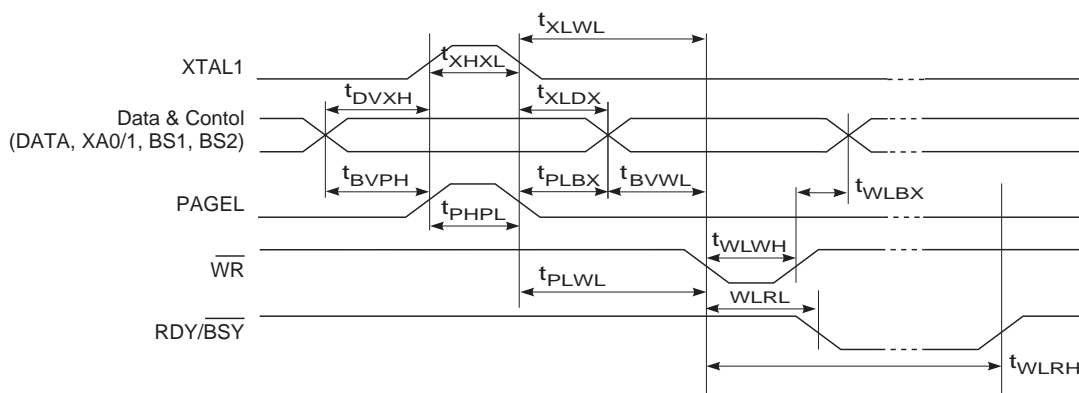 tXLWL
XTAL1
tXHXL
tDVXH
tXLDX
Data & Contol
(DATA, XA0/1, BS1, BS2)
tBVPH
tPLBX
tBVWL
tWLBX
PAGEL
tPHPL
tWLWH
WR
tPLWL
WLRL
RDY/BSY
tWLRH